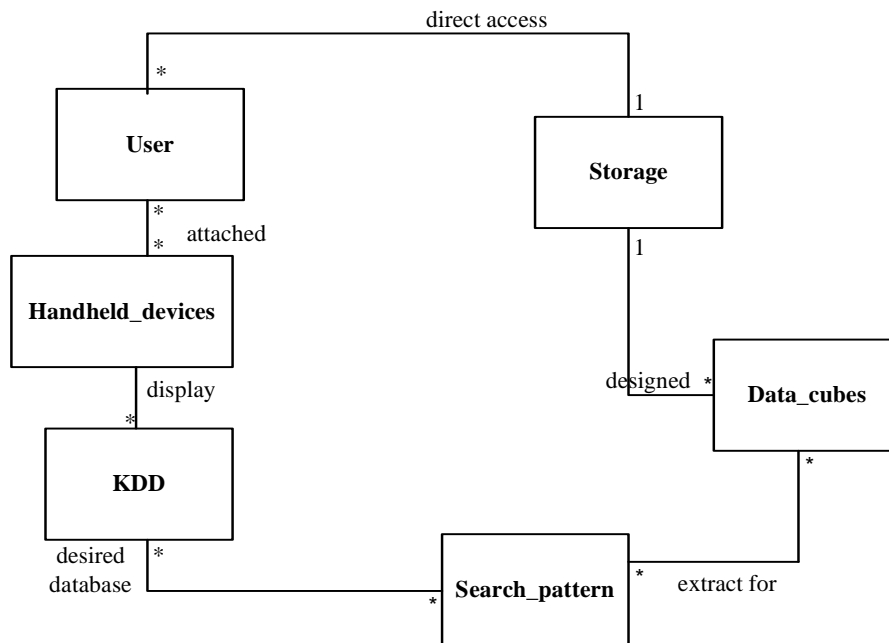 direct access
*
1
User
Storage
*
1
attached
*
Handheld_devices
display
designed
*
Data_cubes
*
*
KDD
desired
database
*
*
Search_pattern
*
extract for